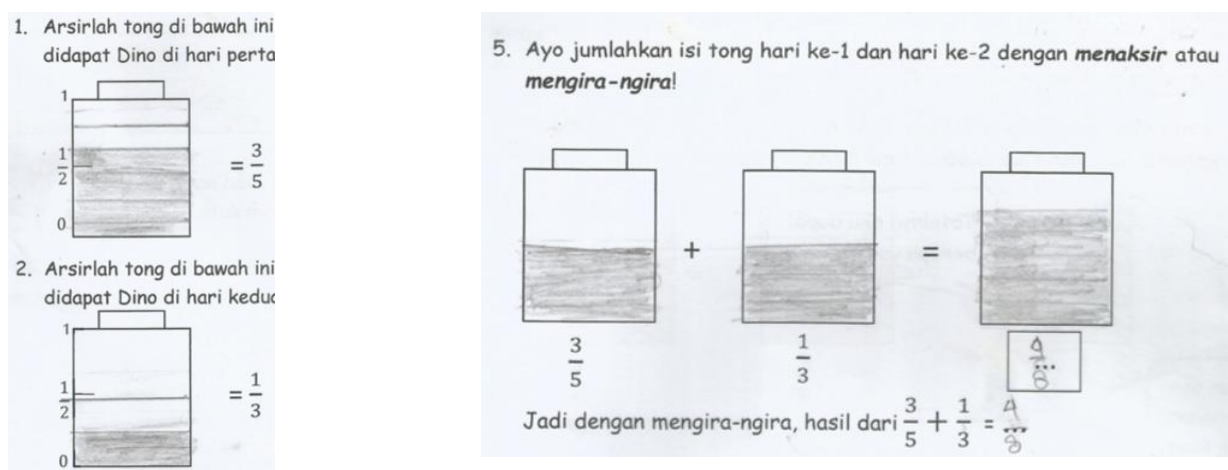 1. Arsirlah tong di bawah ini
didapat Dino di hari perta
1
1/2
0
= 3/5
2. Arsirlah tong di bawah ini
didapat Dino di hari keduc
1
1/2
0
= 1/3
5. Ayo jumlahkan isi tong hari ke-1 dan hari ke-2 dengan menaksir atau
mengira-ngira!
+ =
3/5 1/3 4/8 ...
Jadi dengan mengira-ngira, hasil dari 3/5 + 1/3 = 4/8 ...